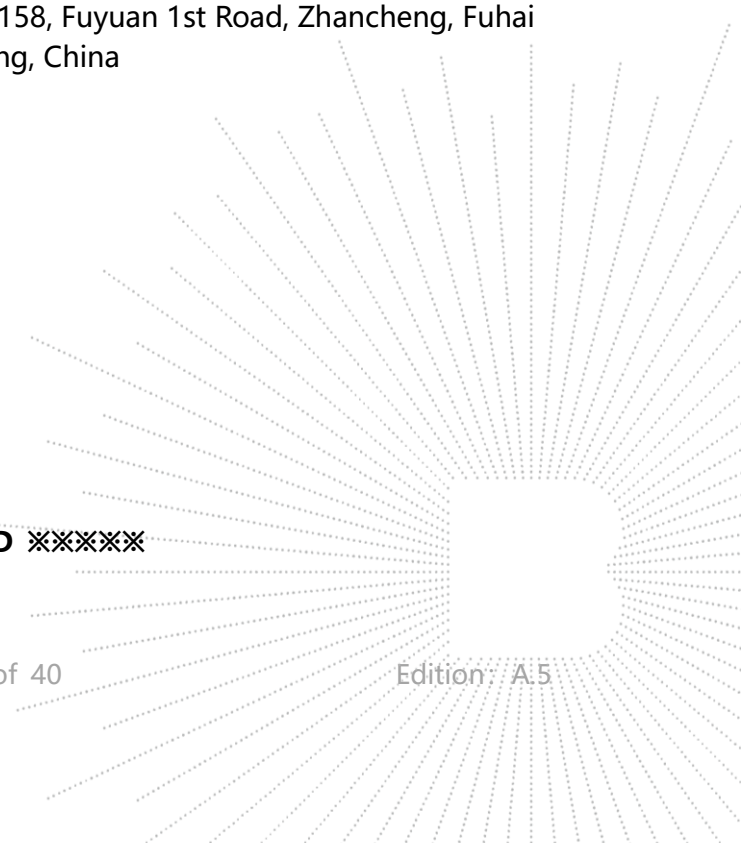 158, Fuyuan 1st Road, Zhancheng, Fuhai
ng, China
D ※※※※※
of 40
Edition：A.5